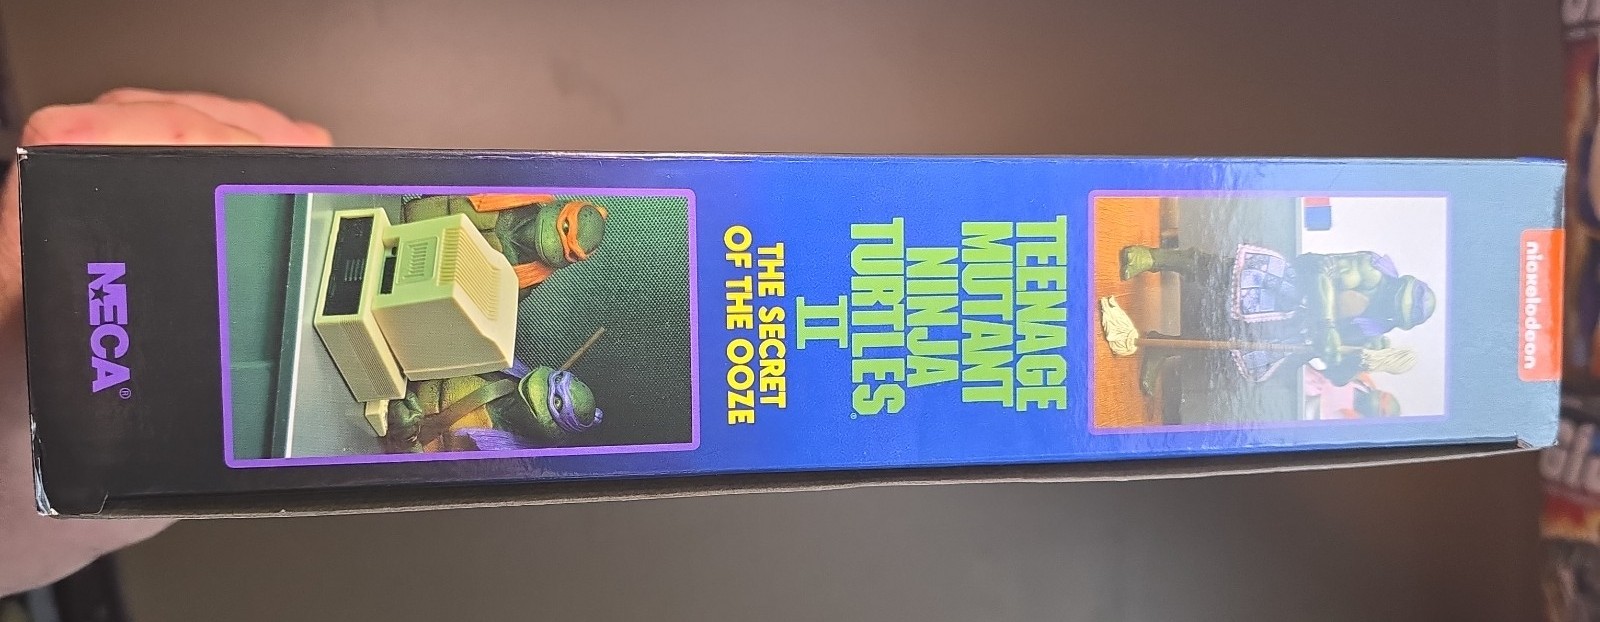 nickelodeon
TEENAGE
MUTANT
NINJA
TURTLES®
II
THE SECRET
OF THE OOZE
NECA®